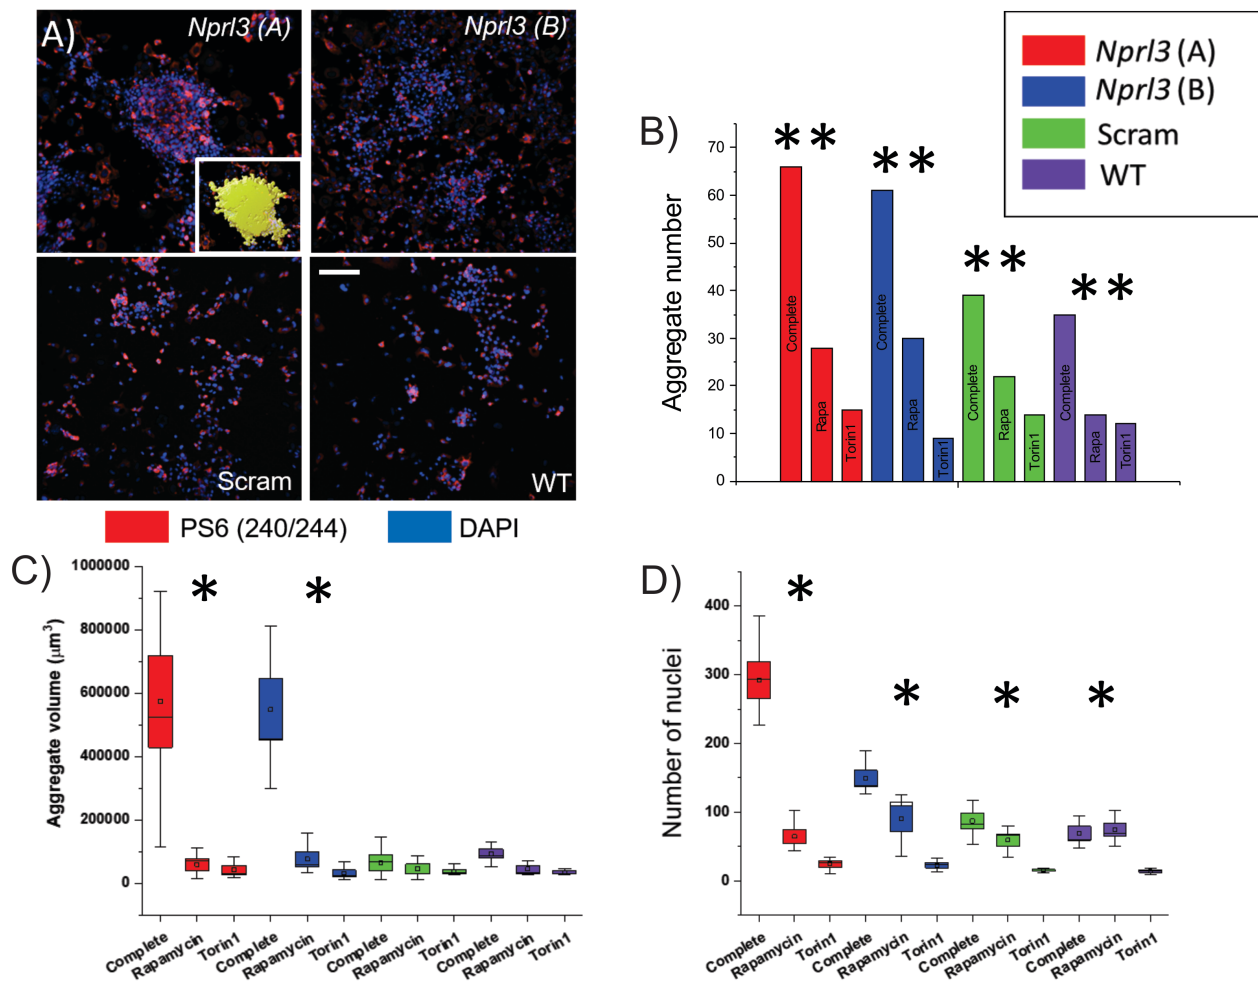 A)
Nprl3 (A)
Nprl3 (B)
Scram
WT
PS6 (240/244)
DAPI
Nprl3 (A)
Nprl3 (B)
Scram
WT
B)
Aggregate number
70
60
50
40
30
20
10
0
**
**
**
**
Complete
Rapa
Torin1
Complete
Rapa
Torin1
Complete
Rapa
Torin1
Complete
Rapa
Torin1
C)
Aggregate volume (μm³)
1000000
800000
600000
400000
200000
0
*
*
Complete
Rapamycin
Torin1
Complete
Rapamycin
Torin1
Complete
Rapamycin
Torin1
Complete
Rapamycin
Torin1
D)
Number of nuclei
400
300
200
100
0
*
*
*
*
Complete
Rapamycin
Torin1
Complete
Rapamycin
Torin1
Complete
Rapamycin
Torin1
Complete
Rapamycin
Torin1